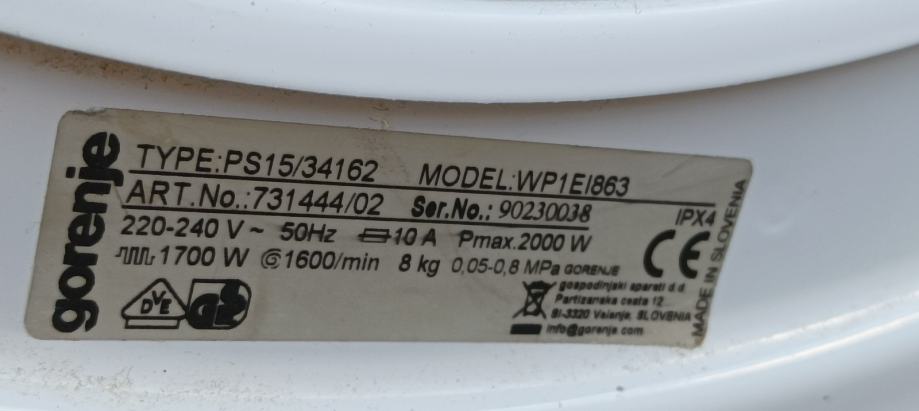 gorenje
TYPE:PS15/34162 MODEL:WP1EI863
ART.No.:731444/02 Ser.No.: 90230038 IPX4
220-240 V ~ 50Hz 10 A Pmax.2000 W
1700 W 1600/min 8 kg 0,05-0,8 MPa GORENJE
gospodinjski aparati d.d.
Partizanska cesta 12
SI-3320 Velenje, SLOVENIA
info@gorenje.com
DVE GS
CE
MADE IN SLOVENIA